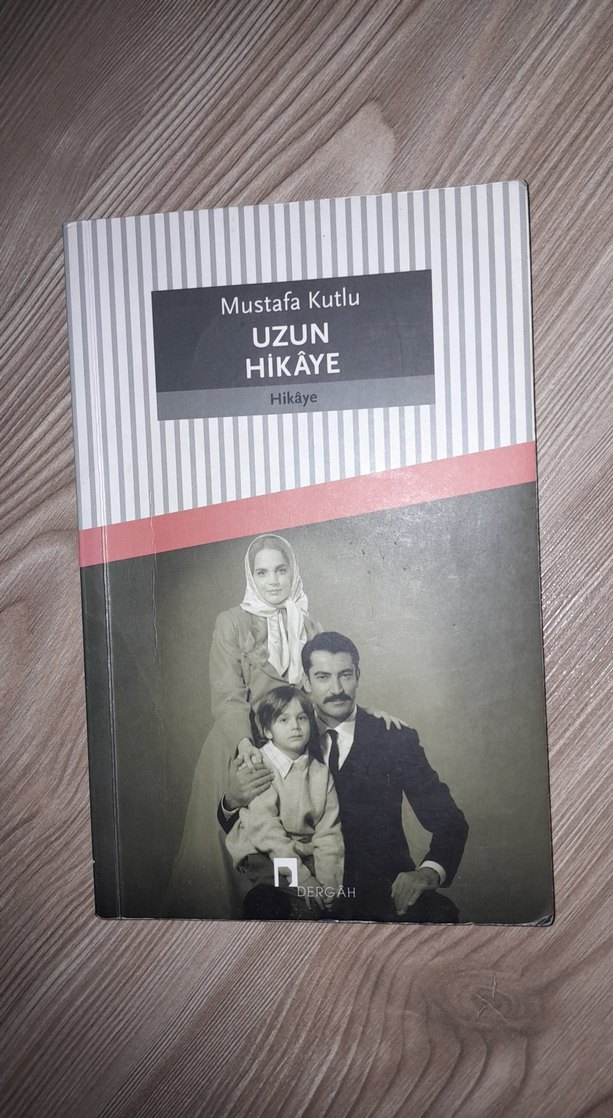 Mustafa Kutlu
UZUN
HİKÂYE
Hikâye
DERGÂH